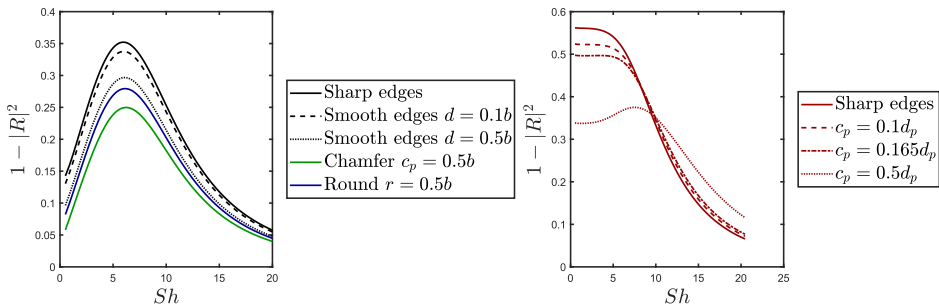 0.4
0.35
0.3
0.25
0.2
0.15
0.1
0.05
0
0
5
10
15
20
1 − |R|²
Sh
Sharp edges
Smooth edges d = 0.1b
Smooth edges d = 0.5b
Chamfer c_p = 0.5b
Round r = 0.5b
0.6
0.5
0.4
0.3
0.2
0.1
0
0
5
10
15
20
25
1 − |R|²
Sh
Sharp edges
c_p = 0.1d_p
c_p = 0.165d_p
c_p = 0.5d_p